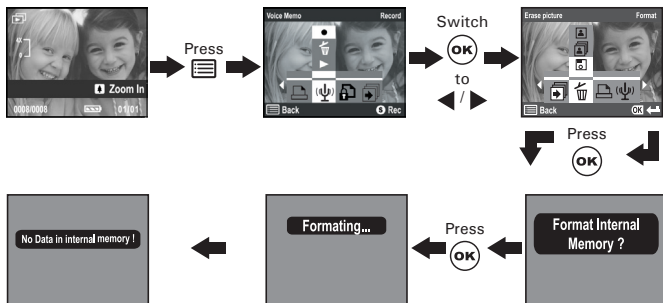 4X
Zoom In
0008/0008 01:01
Press
Voice Memo Record
Back S Rec
Switch
OK
to
/
Erase picture Format
Back OK
Press
OK
Format Internal
Memory ?
Press
OK
Formating...
No Data in internal memory !